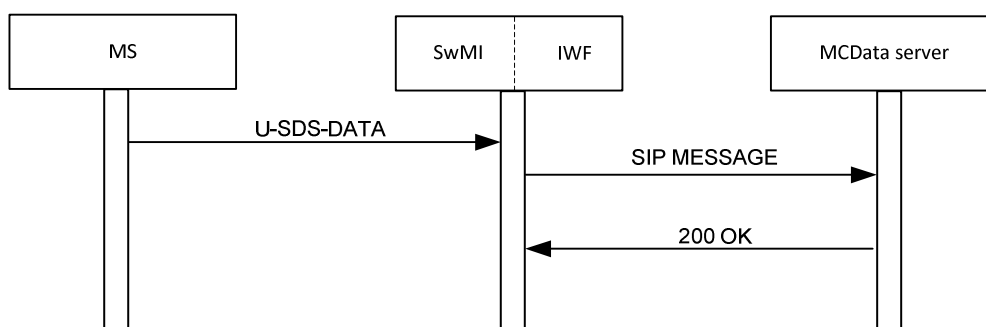 MS
SwMI
IWF
MCData server
U-SDS-DATA
SIP MESSAGE
200 OK